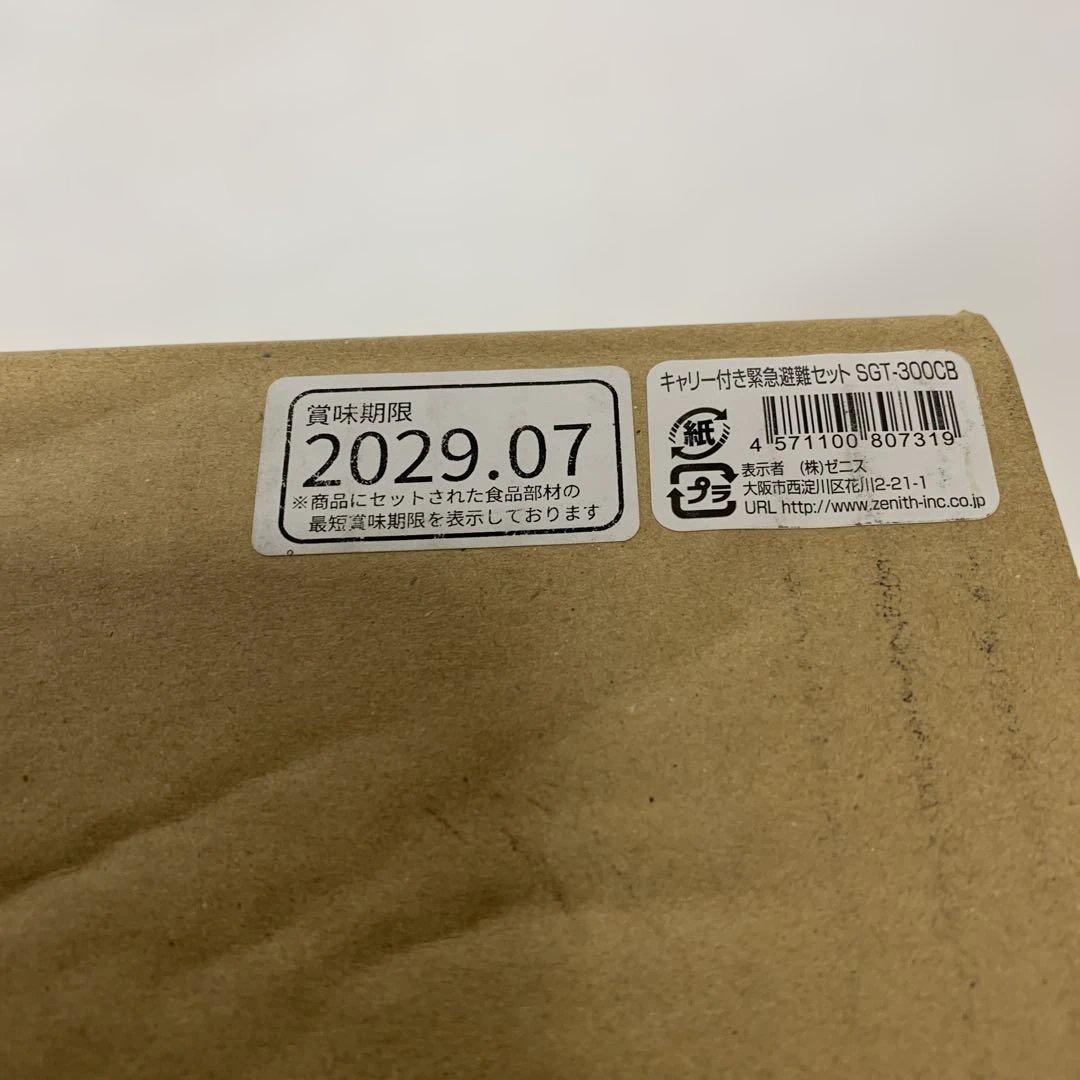 賞味期限
2029.07
※商品にセットされた食品部材の
最短賞味期限を表示しております
キャリー付き緊急避難セット SGT-300CB
紙
4 571100 807319
プラ
表示者 (株)ゼニス
大阪市西淀川区花川2-21-1
URL http://www.zenith-inc.co.jp